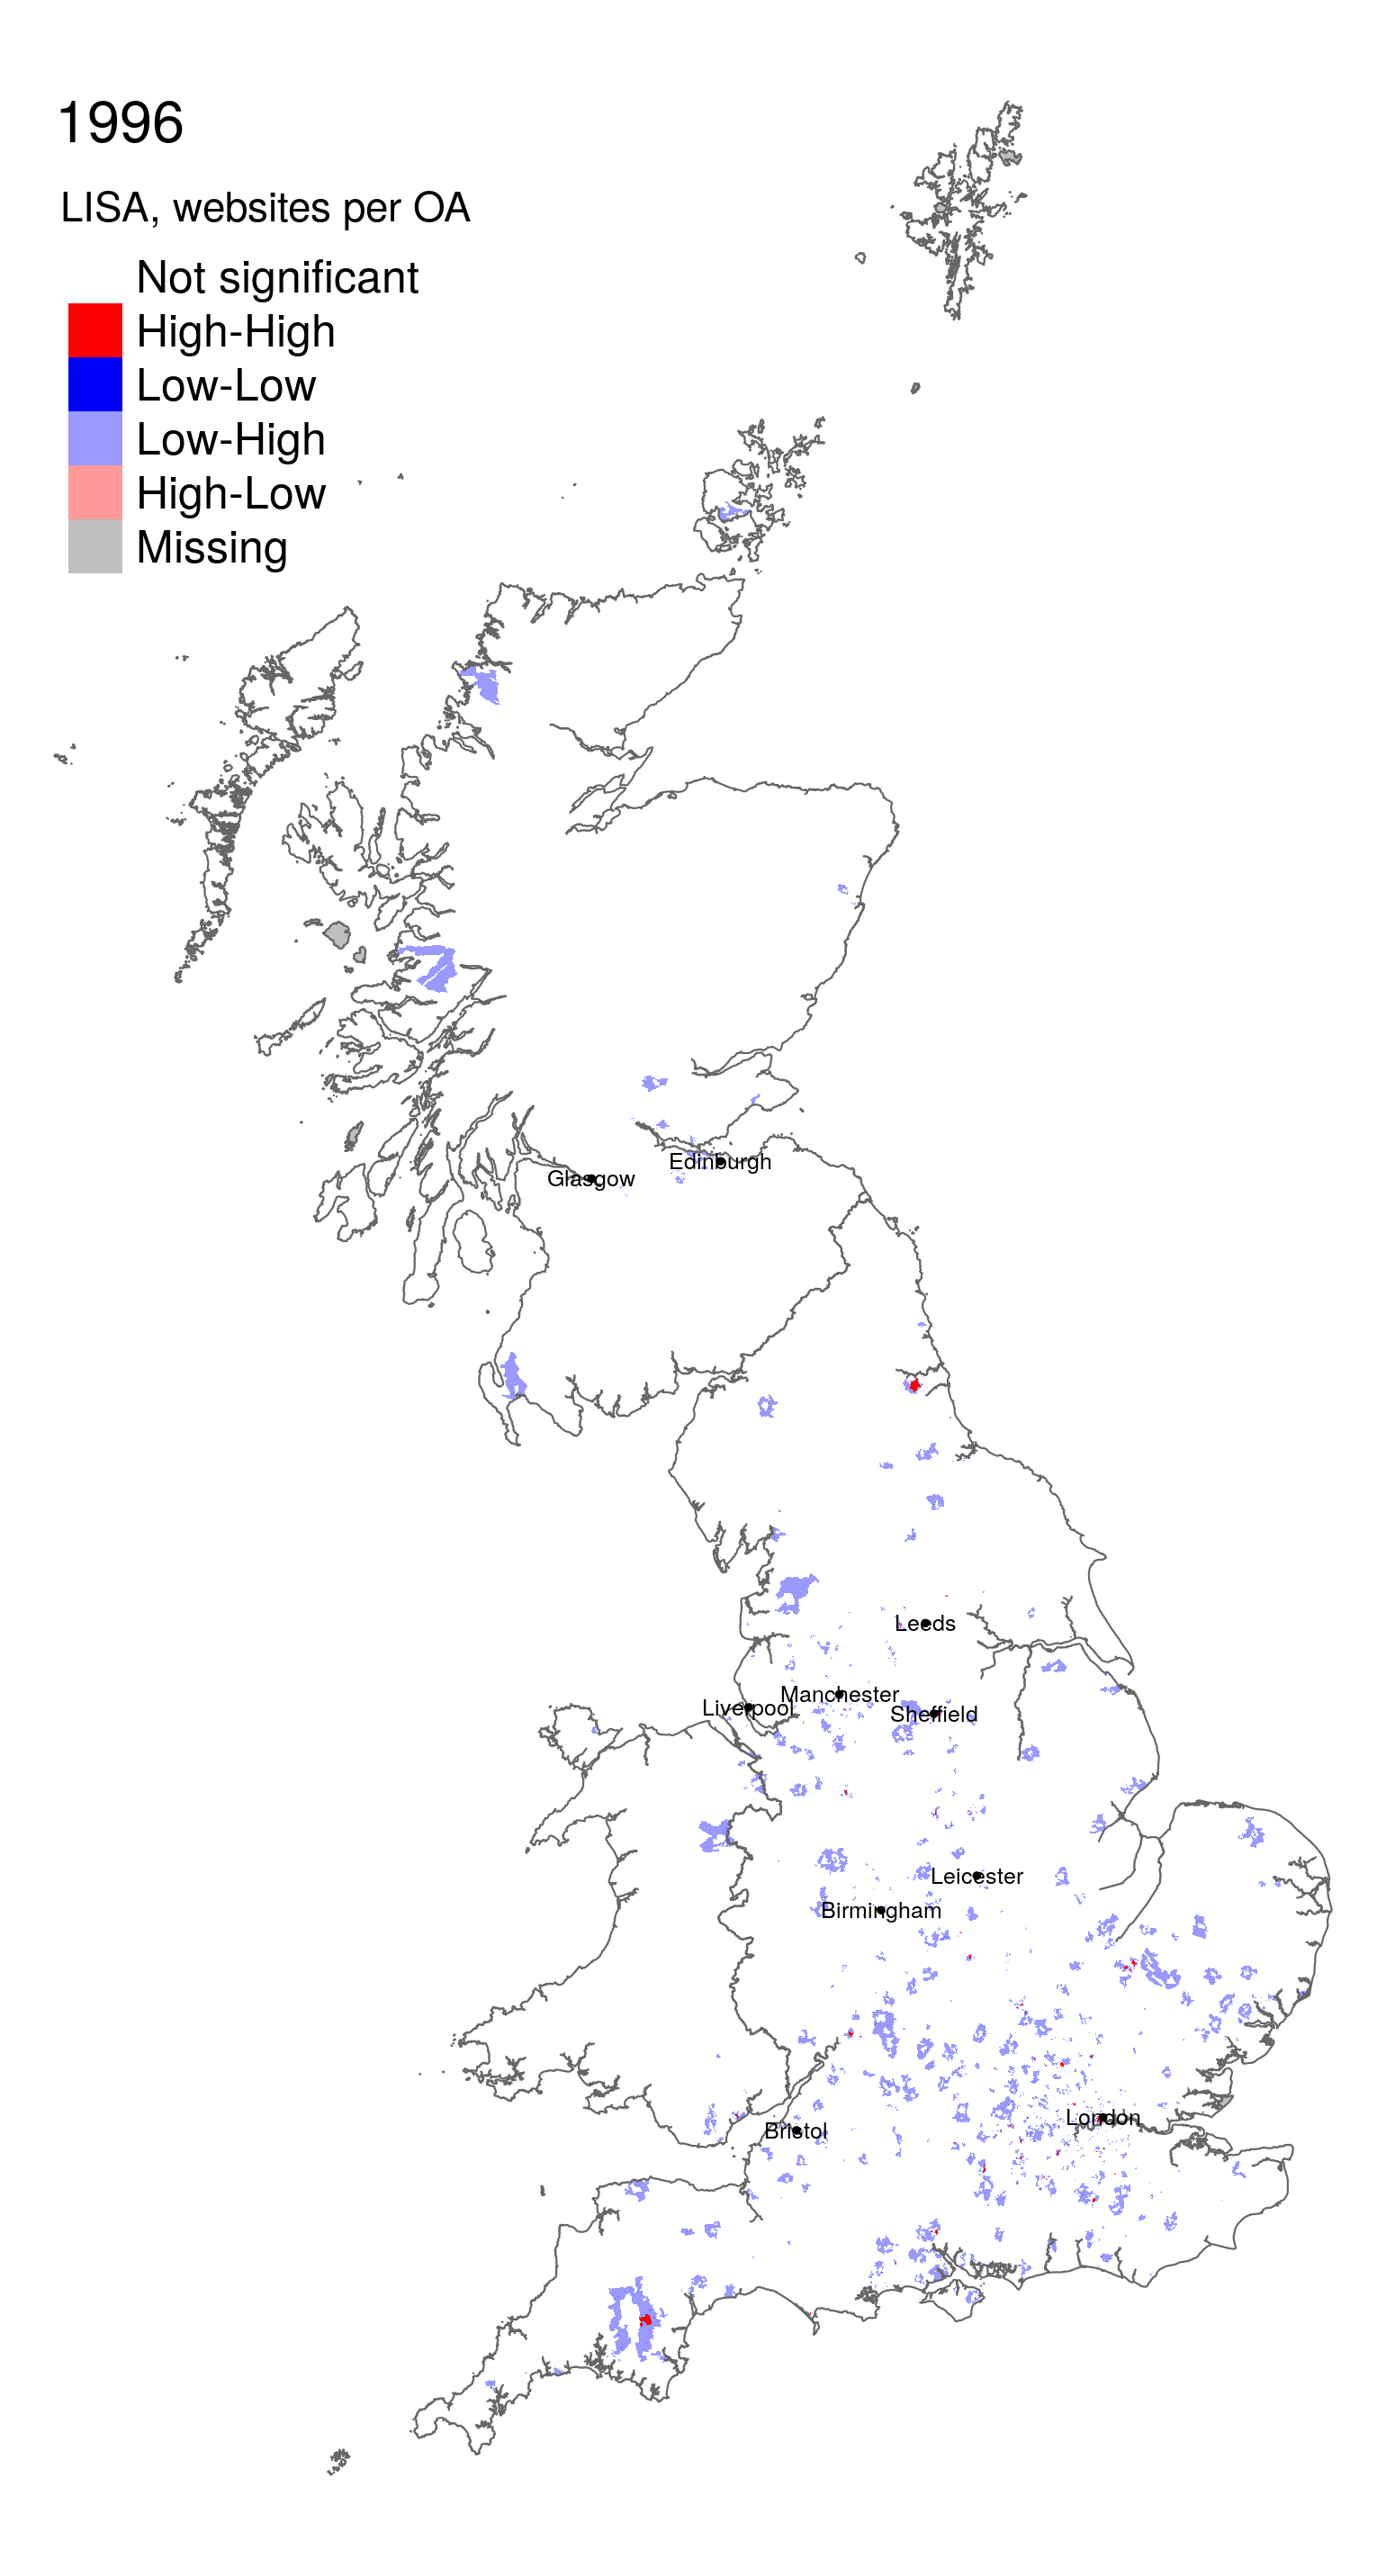 1996
LISA, websites per OA
Not significant
High-High
Low-Low
Low-High
High-Low
Missing
Edinburgh
Glasgow
Leeds
Manchester
Liverpool
Sheffield
Leicester
Birmingham
London
Bristol